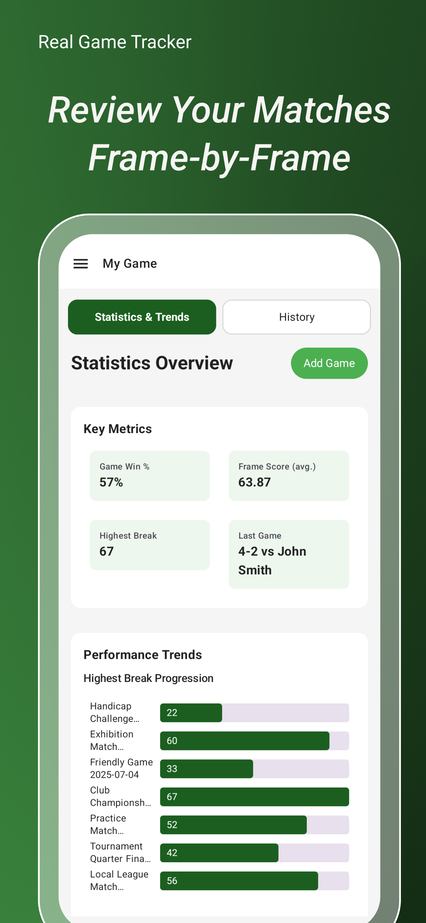 Real Game Tracker
Review Your Matches
Frame-by-Frame
My Game
Statistics & Trends
History
Statistics Overview
Add Game
Key Metrics
Game Win %
57%
Frame Score (avg.)
63.87
Highest Break
67
Last Game
4-2 vs John
Smith
Performance Trends
Highest Break Progression
Handicap
Challenge...
22
Exhibition
Match...
60
Friendly Game
2025-07-04
33
Club
Championsh...
67
Practice
Match...
52
Tournament
Quarter Fina...
42
Local League
Match...
56